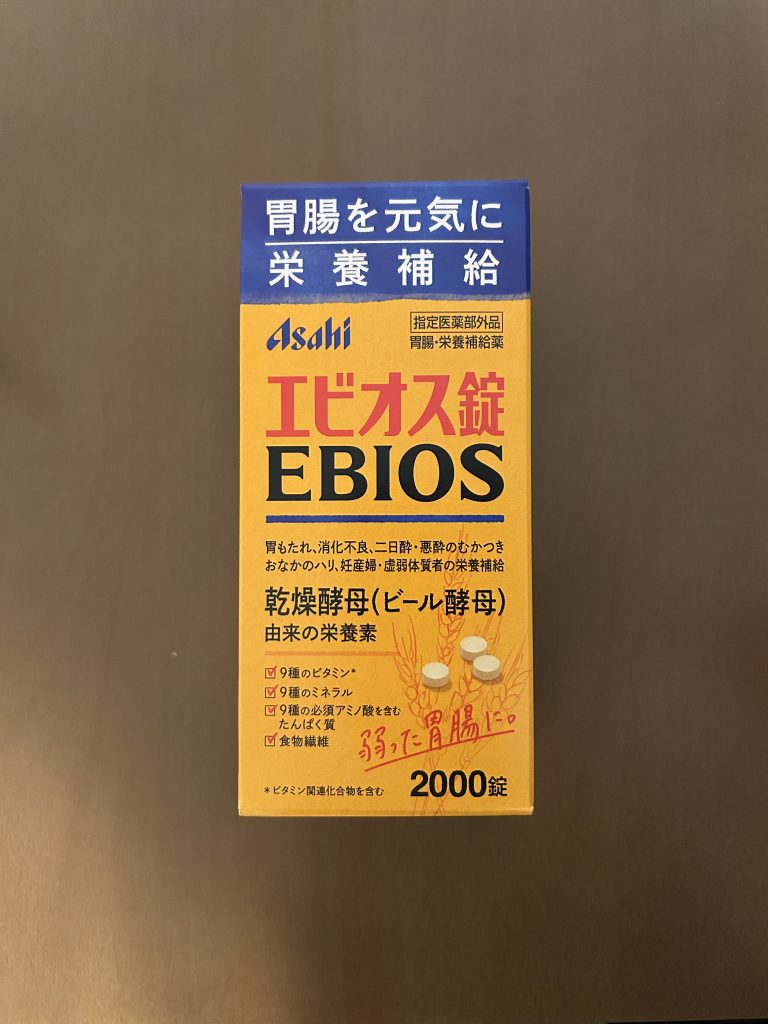 胃腸を元気に
栄養補給
Asahi
指定医薬部外品
胃腸・栄養補給薬
エビオス錠
EBIOS
胃もたれ、消化不良、二日酔・悪酔のむかつき
おなかのハリ、妊産婦・虚弱体質者の栄養補給
乾燥酵母(ビール酵母)
由来の栄養素
9種のビタミン*
9種のミネラル
9種の必須アミノ酸を含む
たんぱく質
食物繊維
弱った胃腸に。
*ビタミン関連化合物を含む
2000錠